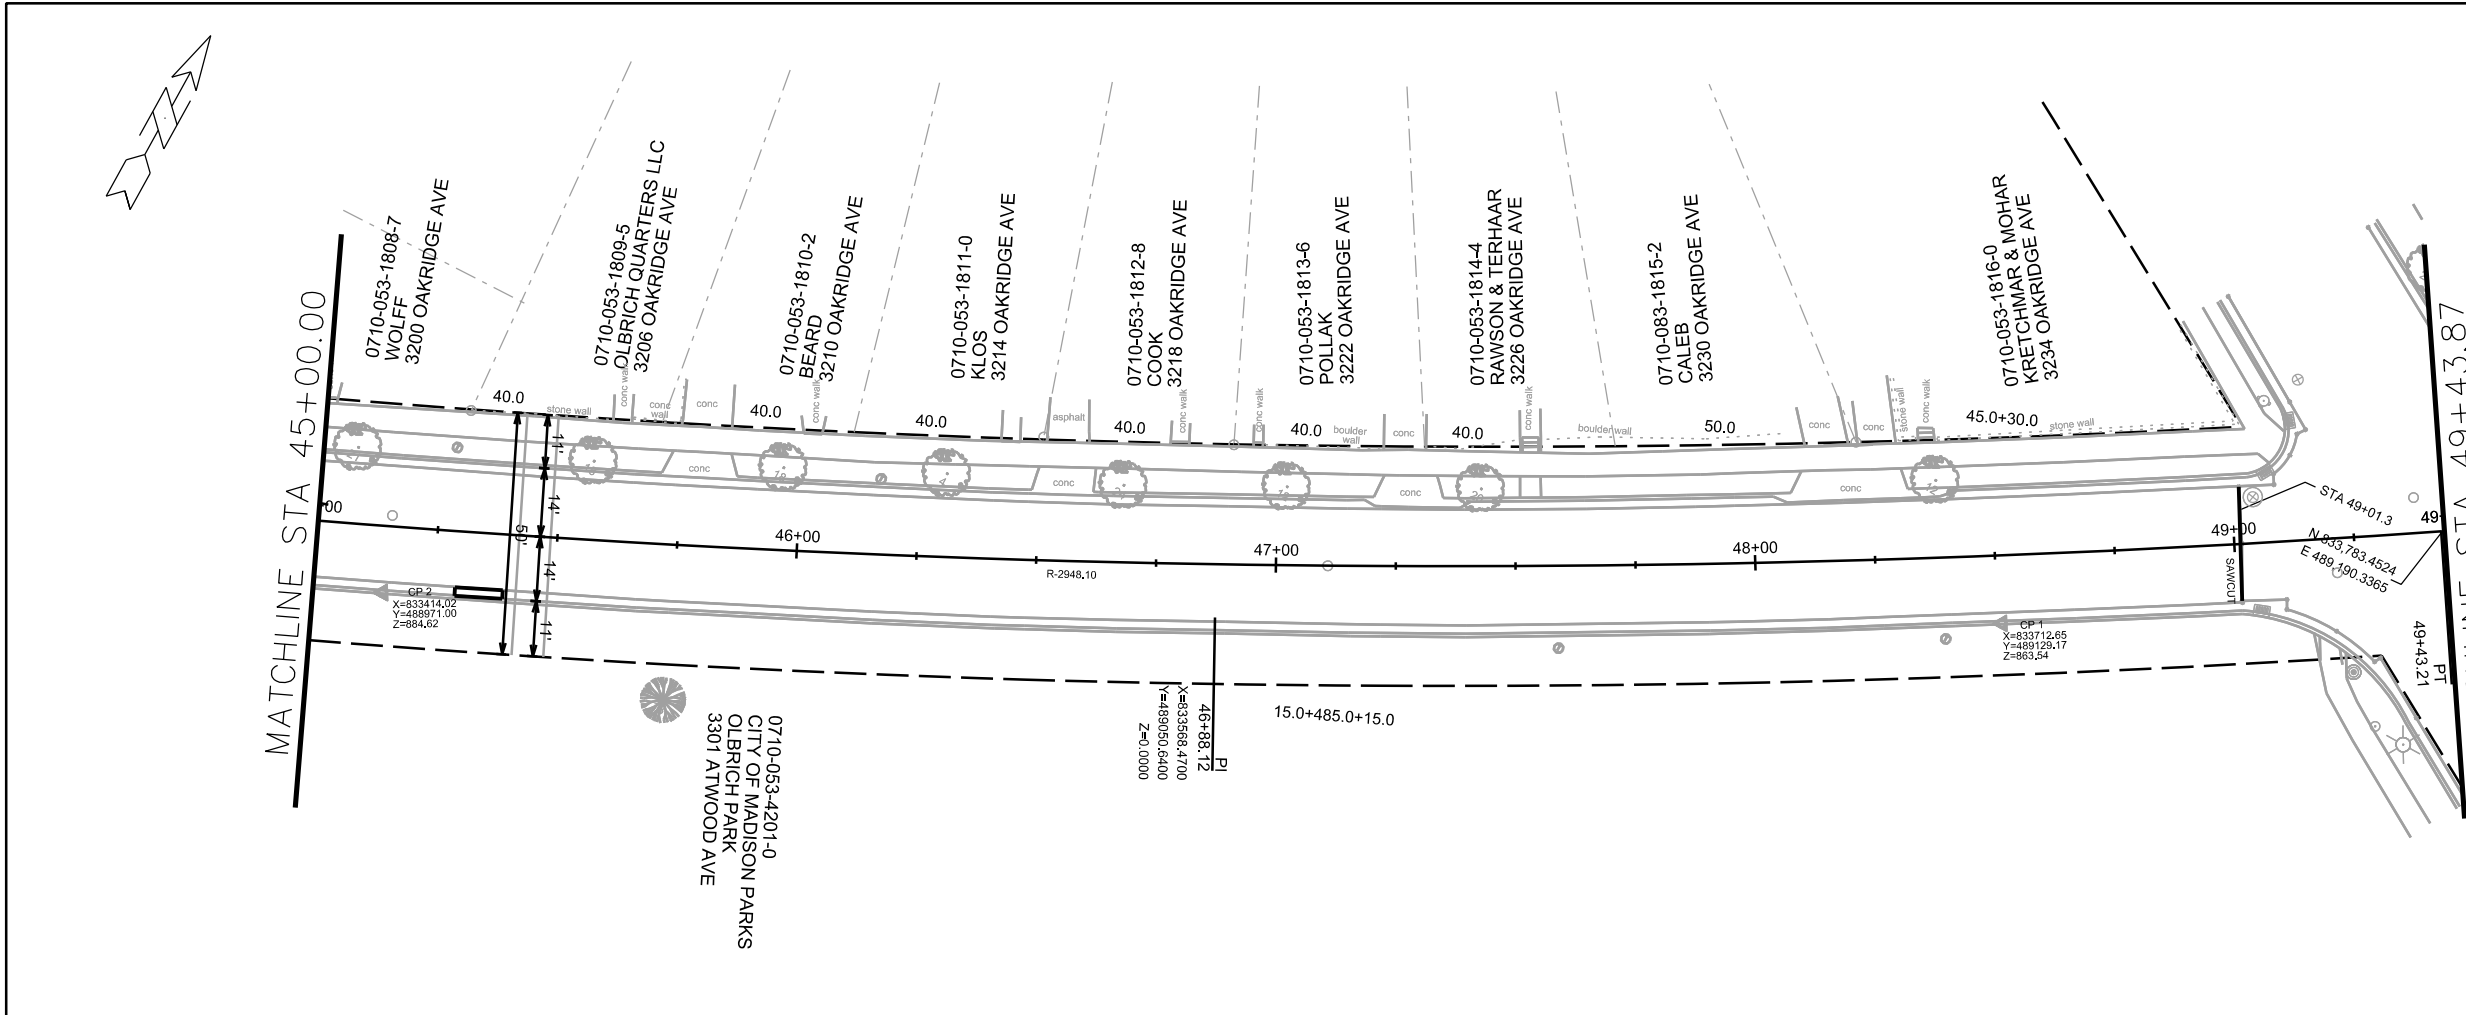 MATCHLINE STA 45+00.00
0710-053-1808-7
WOLFF
3200 OAKRIDGE AVE
0710-053-1809-5
OLBRICH QUARTERS LLC
3206 OAKRIDGE AVE
0710-053-1810-2
BEARD
3210 OAKRIDGE AVE
0710-053-1811-0
KLOS
3214 OAKRIDGE AVE
0710-053-1812-8
COOK
3218 OAKRIDGE AVE
0710-053-1813-6
POLLAK
3222 OAKRIDGE AVE
0710-053-1814-4
RAWSON & TERHAAR
3226 OAKRIDGE AVE
0710-083-1815-2
CALEB
3230 OAKRIDGE AVE
0710-053-1816-0
KRETCHMAR & MOHAR
3234 OAKRIDGE AVE
40.0
stone wall
conc walk
conc
wall
conc
40.0
conc walk
40.0
asphalt
40.0
conc walk
conc walk
40.0
boulder
wall
conc
40.0
conc walk
boulder wall
50.0
conc
conc
stone wall
conc walk
45.0+30.0
stone wall
conc
conc
conc
conc
11'
14'
50'
14'
11'
00
46+00
47+00
48+00
49+00
49+
R-2948.10
STA 49+01.3
N 833,783.4524
E 489,190.3365
SAWCUT
CP 2
X=833414.02
Y=488971.00
Z=884.62
CP 1
X=833712.65
Y=489129.17
Z=863.54
PI
46+88.12
X=833568.4700
Y=489050.6400
Z=0.0000
15.0+485.0+15.0
PT
49+43.21
0710-053-4201-0
CITY OF MADISON PARKS
OLBRICH PARK
3301 ATWOOD AVE
STA 49+43.87